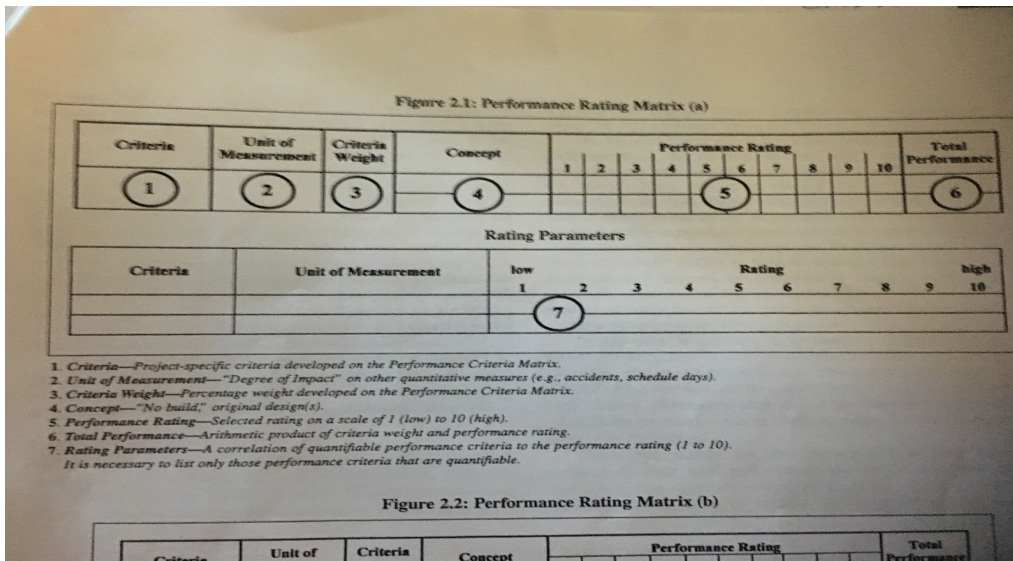 Figure 2.1: Performance Rating Matrix (a)
Criteria Unit of Measurement Criteria Weight Concept Performance Rating Total Performance
1 2 3 4 5 6 7 8 9 10
1 2 3 4 5 6
Rating Parameters
Criteria Unit of Measurement low Rating high
1 2 3 4 5 6 7 8 9 10
7
1. Criteria—Project-specific criteria developed on the Performance Criteria Matrix.
2. Unit of Measurement—"Degree of Impact" on other quantitative measures (e.g., accidents, schedule days).
3. Criteria Weight—Percentage weight developed on the Performance Criteria Matrix.
4. Concept—"No build," original design(s).
5. Performance Rating—Selected rating on a scale of 1 (low) to 10 (high).
6. Total Performance—Arithmetic product of criteria weight and performance rating.
7. Rating Parameters—A correlation of quantifiable performance criteria to the performance rating (1 to 10).
It is necessary to list only those performance criteria that are quantifiable.
Figure 2.2: Performance Rating Matrix (b)
Criteria Unit of Criteria Concept Performance Rating Total Performance